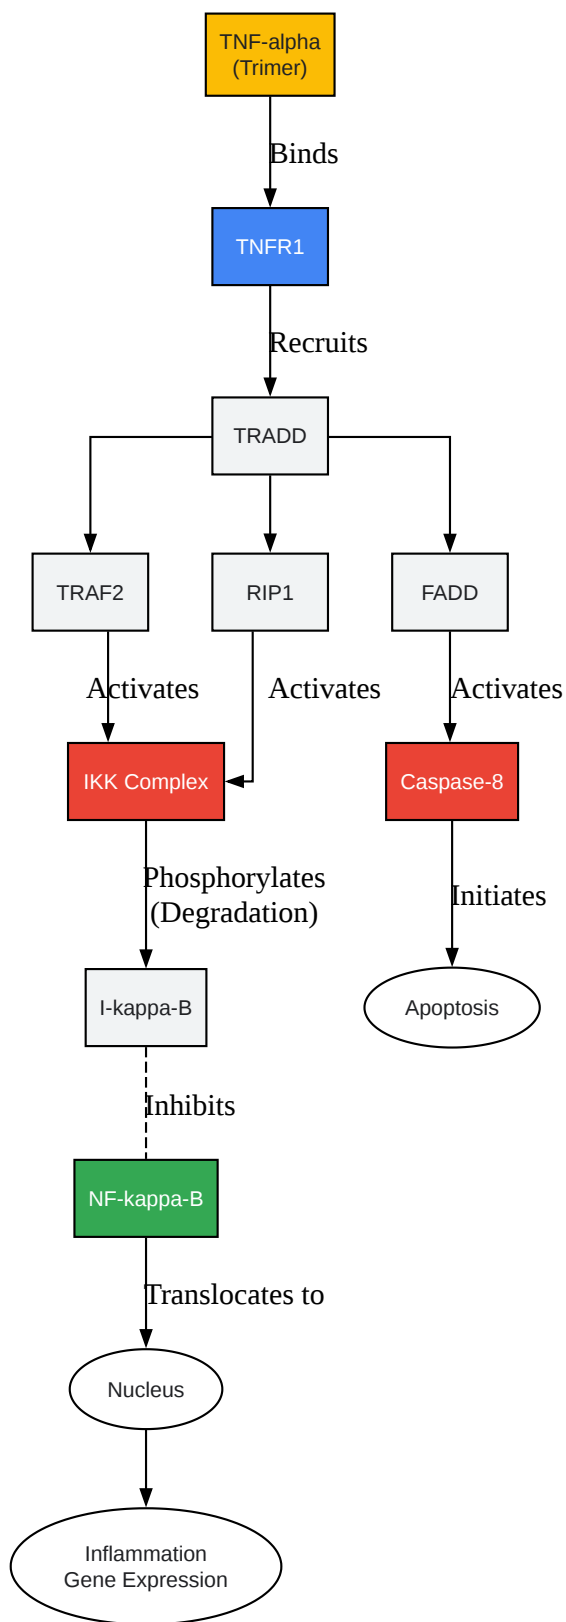 TNF-alpha
(Trimer)
Binds
TNFR1
Recruits
TRADD
TRAF2
RIP1
FADD
Activates
Activates
Activates
IKK Complex
Caspase-8
Phosphorylates
(Degradation)
Initiates
I-kappa-B
Apoptosis
Inhibits
NF-kappa-B
Translocates to
Nucleus
Inflammation
Gene Expression